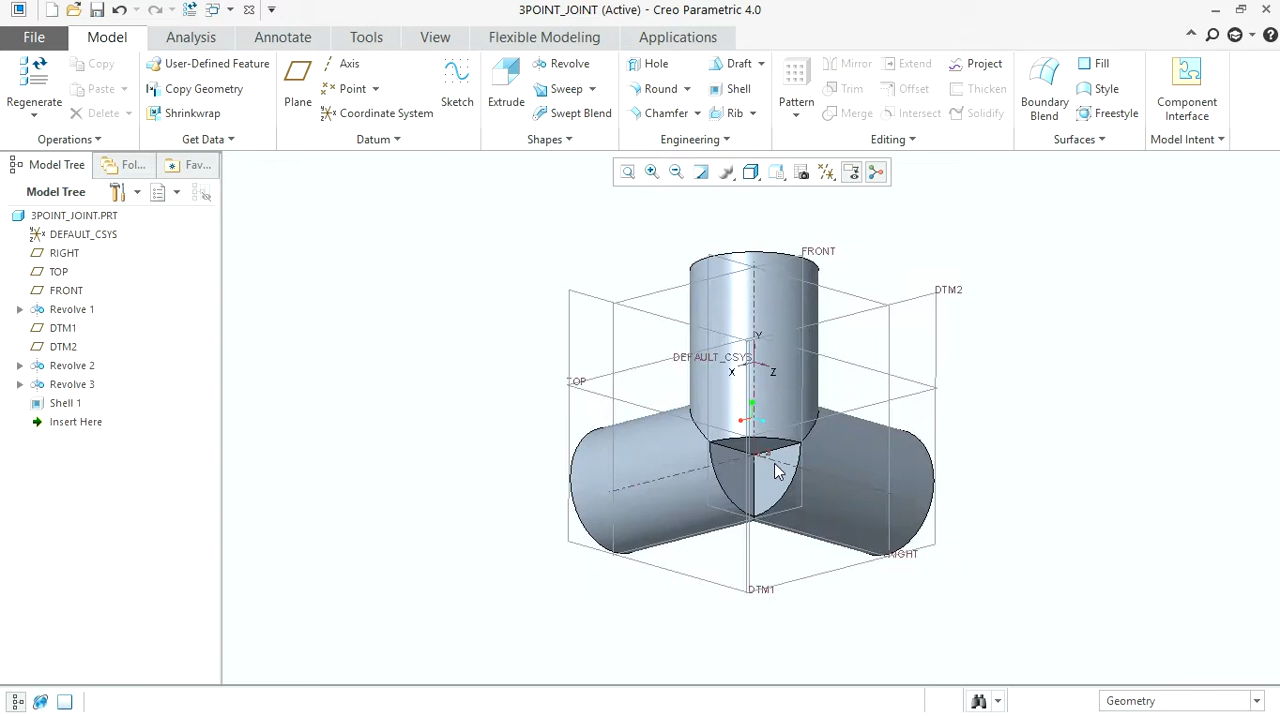 3POINT_JOINT (Active) - Creo Parametric 4.0
File Model Analysis Annotate Tools View Flexible Modeling Applications
Regenerate
Copy
Paste
Delete
Operations
User-Defined Feature
Copy Geometry
Shrinkwrap
Get Data
Plane
Axis
Point
Coordinate System
Sketch
Datum
Extrude
Revolve
Sweep
Swept Blend
Shapes
Hole
Round
Chamfer
Draft
Shell
Rib
Engineering
Pattern
Mirror
Trim
Merge
Extend
Offset
Intersect
Project
Thicken
Solidify
Editing
Boundary
Blend
Fill
Style
Freestyle
Surfaces
Component
Interface
Model Intent
Model Tree Fol... Fav...
Model Tree
3POINT_JOINT.PRT
DEFAULT_CSYS
RIGHT
TOP
FRONT
Revolve 1
DTM1
DTM2
Revolve 2
Revolve 3
Shell 1
Insert Here
FRONT
DTM2
Y
DEFAULT_CSYS
X
Z
TOP
RIGHT
DTM1
Geometry